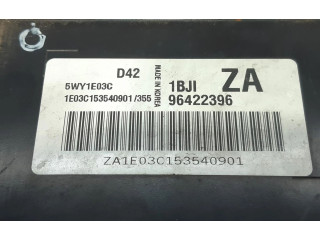 D42
5WY1E03C
1E03C153540901/355
MADE IN KOREA
1BJI
ZA
96422396
ZA1E03C153540901